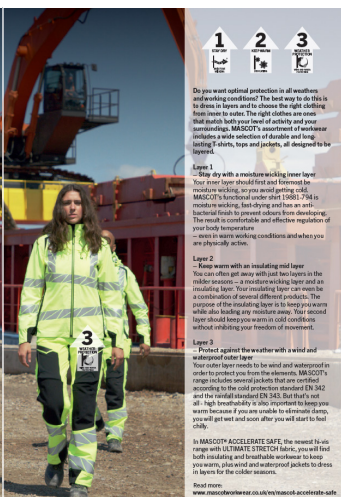 1
STAY DRY
2
KEEP WARM
3
WEATHER
PROTECTION
Do you want optimal protection in all weathers
and working conditions? The best way to do this is
to dress in layers and to choose the right clothing
from inner to outer. The right clothes are ones
that match both your level of activity and your
surroundings. MASCOT's assortment of workwear
includes a wide selection of durable and long-
lasting T-shirts, tops and jackets, all designed to be
layered.
Layer 1
– Stay dry with a moisture wicking inner layer
Your inner layer should first and foremost be
moisture wicking, so you avoid getting cold.
MASCOT's functional under shirt 19881-794 is
moisture wicking, fast-drying and has an anti-
bacterial finish to prevent odours from developing.
The result is comfortable and effective regulation of
your body temperature
– even in warm working conditions and when you
are physically active.
Layer 2
– Keep warm with an insulating mid layer
You can often get away with just two layers in the
milder seasons – a moisture wicking layer and an
insulating layer. Your insulating layer can even be
a combination of several different products. The
purpose of the insulating layer is to keep you warm
while also leading any moisture away. Your second
layer should keep you warm in cold conditions
without inhibiting your freedom of movement.
Layer 3
– Protect against the weather with a wind and
waterproof outer layer
Your outer layer needs to be wind and waterproof in
order to protect you from the elements. MASCOT's
range includes several jackets that are certified
according to the cold protection standard EN 342
and the rainfall standard EN 343. But that's not
all - high breathability is also important to keep you
warm because if you are unable to eliminate damp,
you will get wet and soon after you will start to feel
chilly.
In MASCOT® ACCELERATE SAFE, the newest hi-vis
range with ULTIMATE STRETCH fabric, you will find
both insulating and breathable workwear to keep
you warm, plus wind and waterproof jackets to dress
in layers for the colder seasons.
Read more:
www.mascotworkwear.co.uk/en/mascot-accelerate-safe
3
WEATHER
PROTECTION